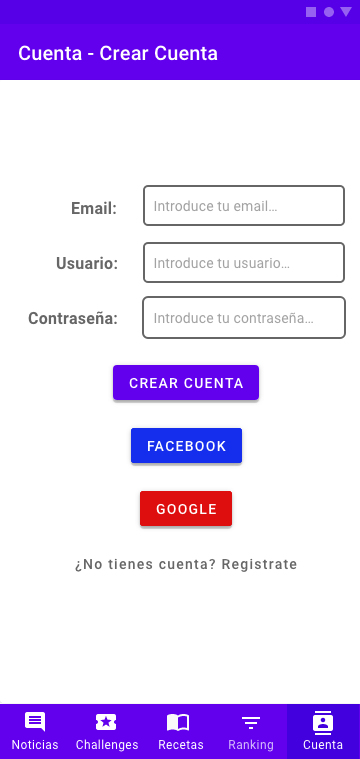 Cuenta - Crear Cuenta
Email: Introduce tu email...
Usuario: Introduce tu usuario...
Contraseña: Introduce tu contraseña...
CREAR CUENTA
FACEBOOK
GOOGLE
¿No tienes cuenta? Registrate
Noticias Challenges Recetas Ranking Cuenta